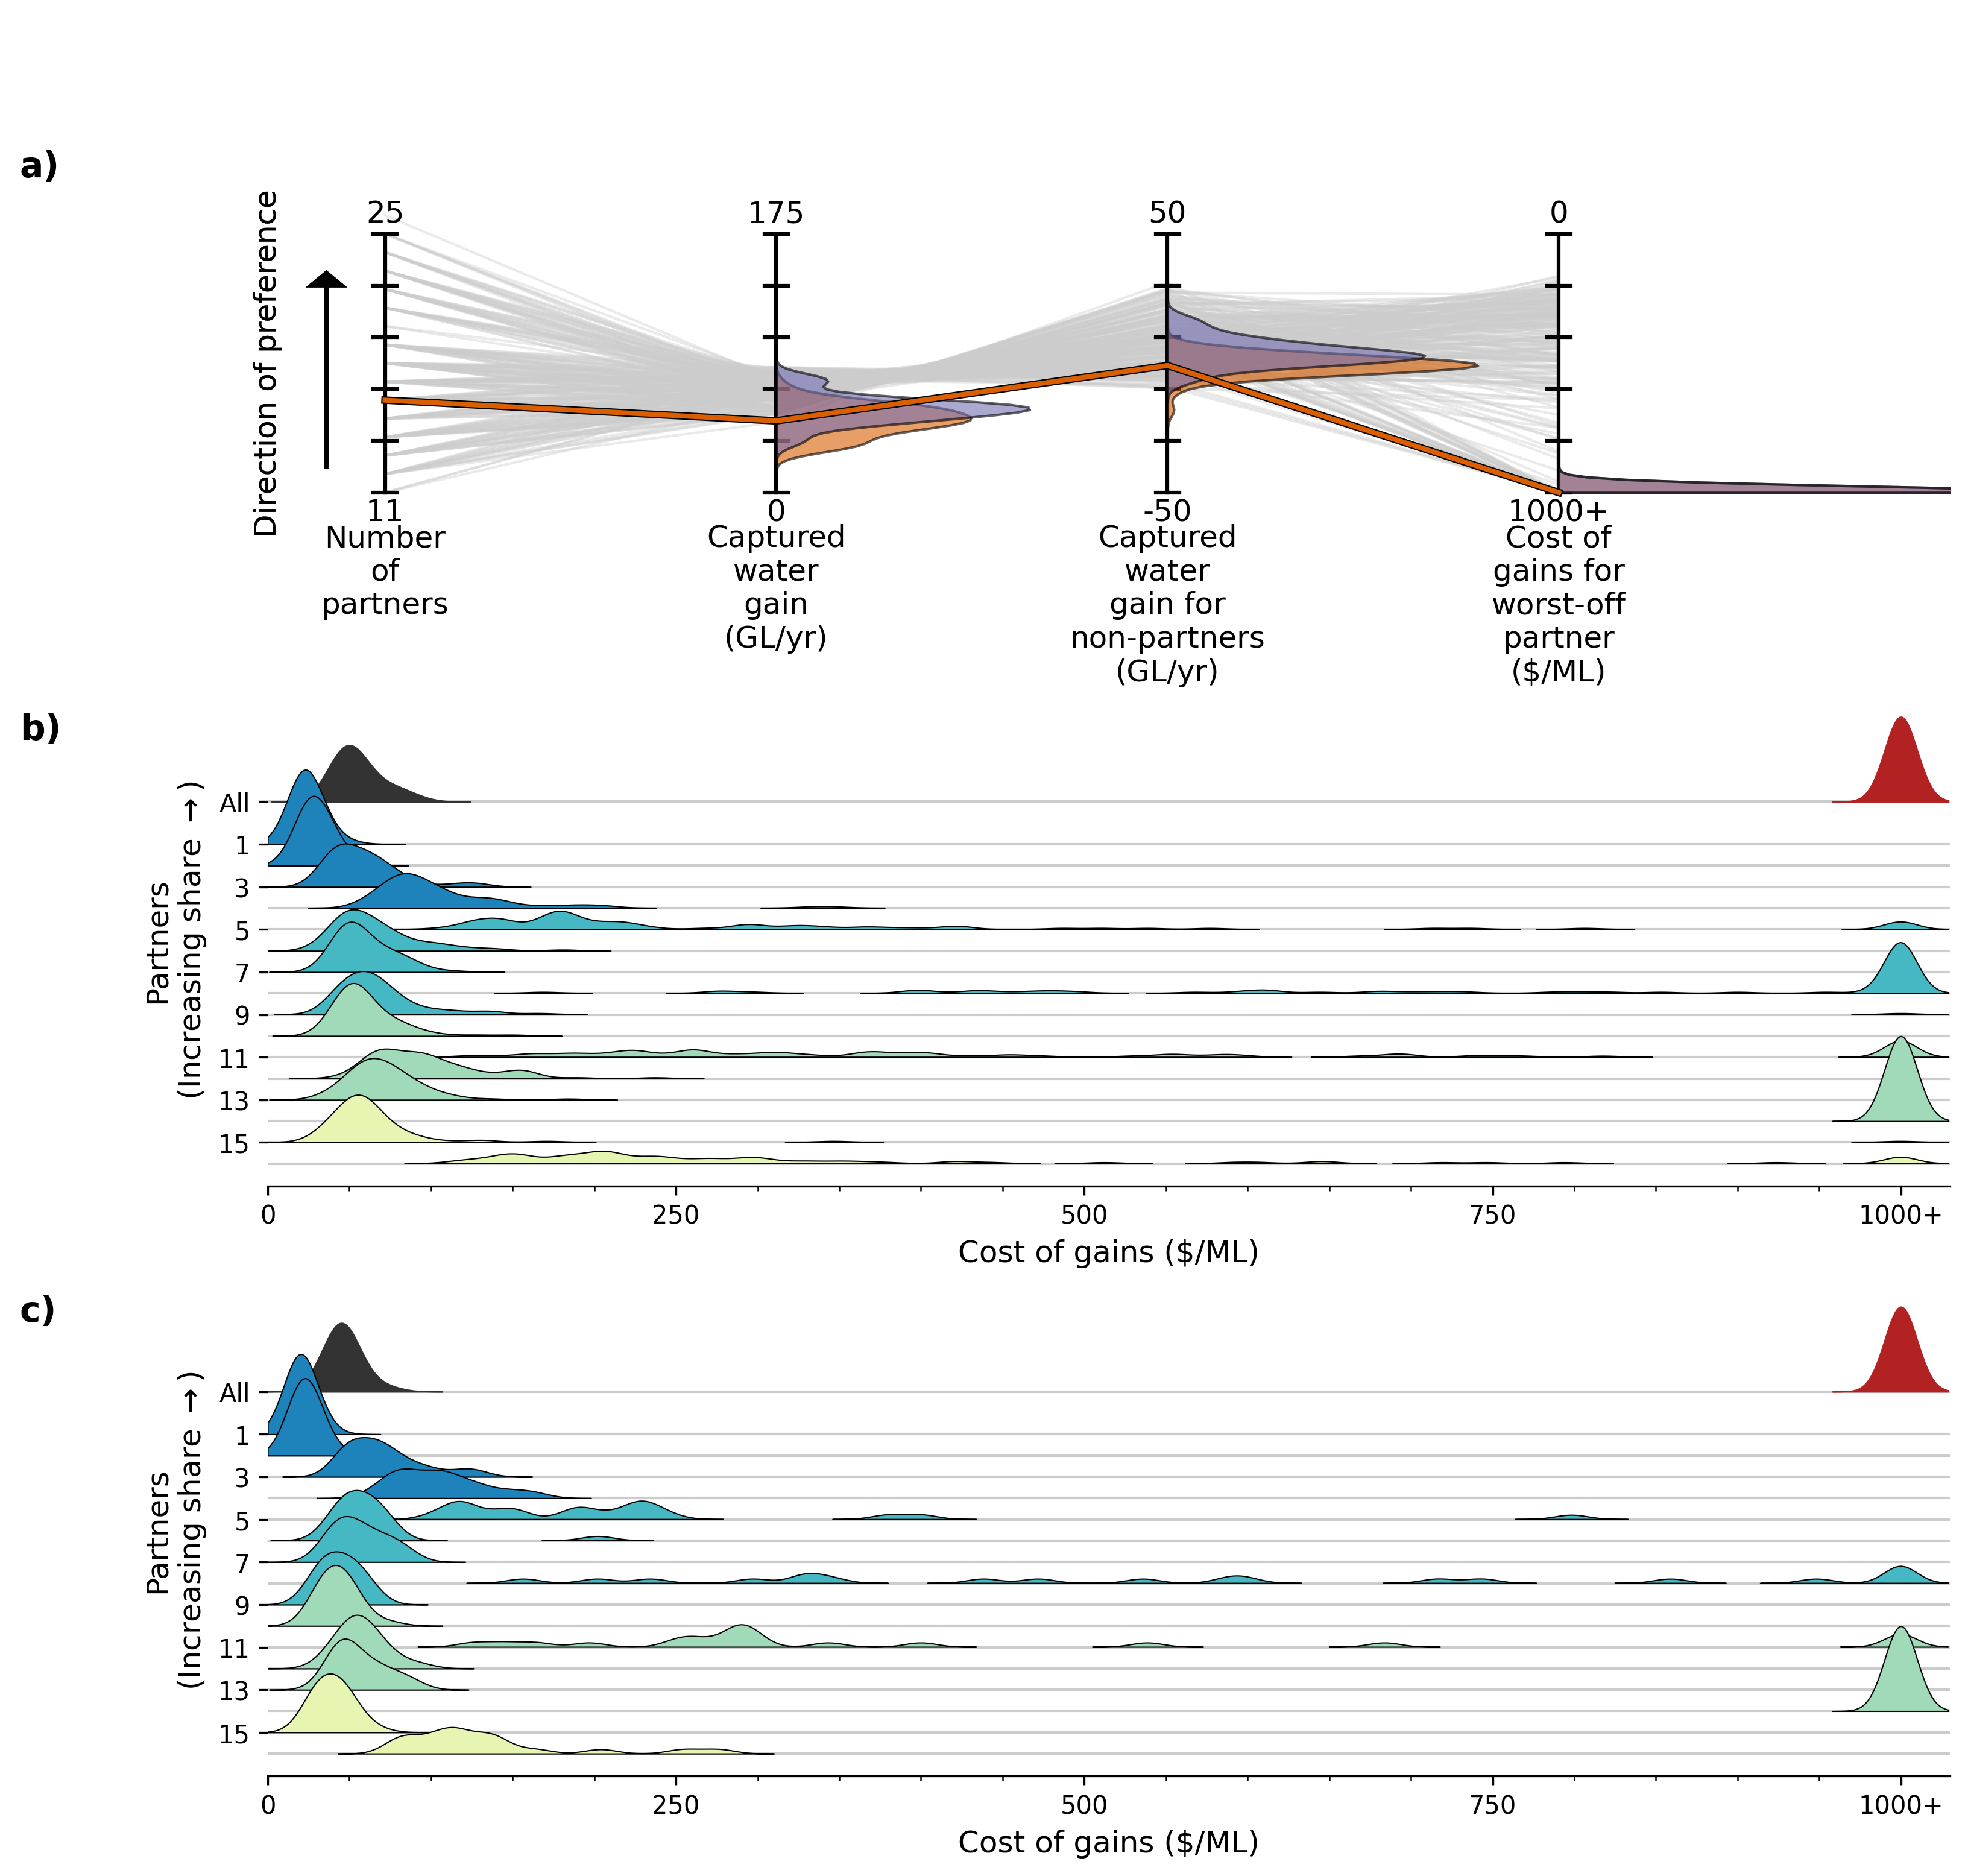 a)
Direction of preference
25
175
50
0
11
0
-50
1000+
Number
of
partners
Captured
water
gain
(GL/yr)
Captured
water
gain for
non-partners
(GL/yr)
Cost of
gains for
worst-off
partner
($/ML)
b)
Partners
(Increasing share →)
All
1
3
5
7
9
11
13
15
0
250
500
750
1000+
Cost of gains ($/ML)
c)
Partners
(Increasing share →)
All
1
3
5
7
9
11
13
15
0
250
500
750
1000+
Cost of gains ($/ML)